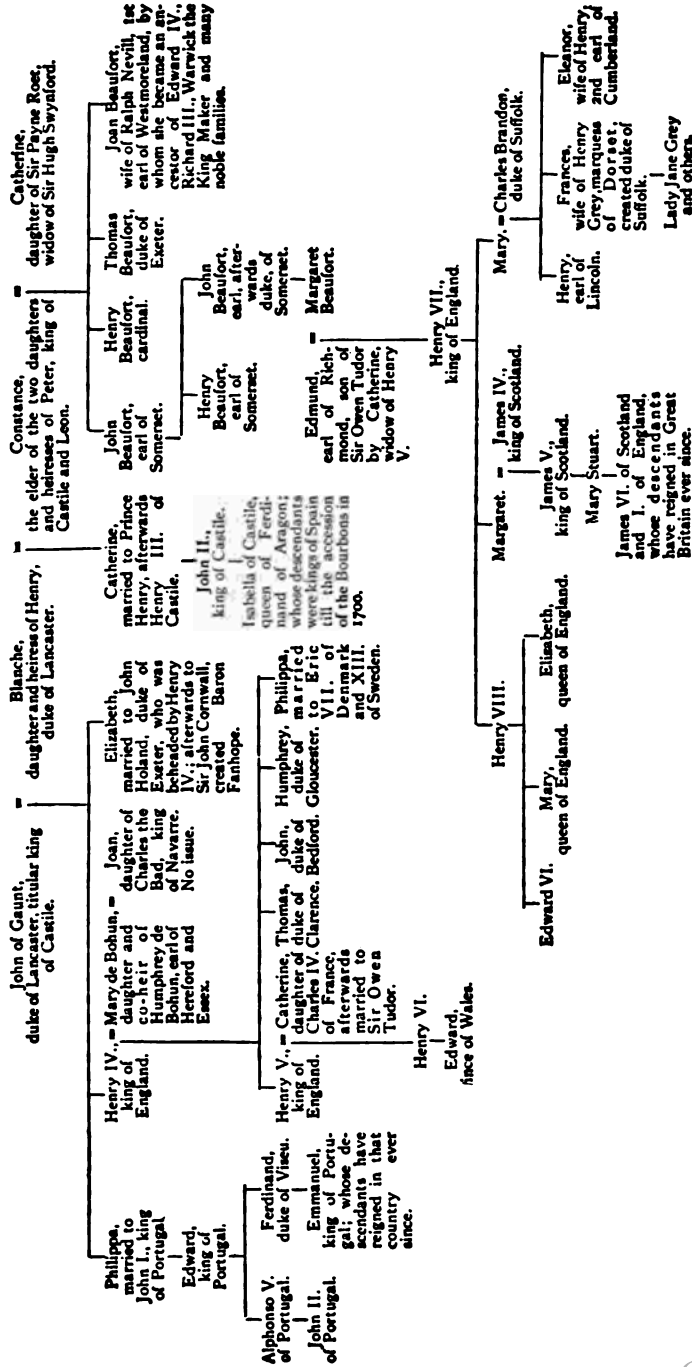 John of Gaunt,
duke of Lancaster, titular king
of Castile.
=
Blanche,
daughter and heiress of Henry,
duke of Lancaster.
=
Constance,
the elder of the two daughters
and heiresses of Peter, king of
Castile and Leon.
=
Catherine,
daughter of Sir Payne Roet,
widow of Sir Hugh Swynford.
Philippa,
married to
John I., king
of Portugal
Henry IV., =
king of
England.
Mary de Bohun, =
daughter and
co-heir of
Humphrey de
Bohun, earl of
Hereford and
Essex.
Joan,
daughter of
Charles the
Bad, king
of Navarre.
No issue.
Elizabeth,
married to John
Holand, duke of
Exeter, who was
beheaded by Henry
IV.; afterwards to
Sir John Cornwall,
created Baron
Fanhope.
Catherine,
married to Prince
Henry, afterwards
Henry III. of
Castile.
John
Beaufort,
earl of
Somerset.
Henry
Beaufort,
cardinal.
Thomas
Beaufort,
duke of
Exeter.
Joan Beaufort,
wife of Ralph Nevill, 1st
earl of Westmoreland, by
whom she became an an-
cestor of Edward IV.,
Richard III., Warwick the
King Maker and many
noble families.
Edward,
king of
Portugal.
John II.,
king of Castile.
Isabella of Castile,
queen of Ferdi-
nand of Aragon;
whose descendants
were kings of Spain
till the accession
of the Bourbons in
1700.
Henry
Beaufort,
earl of
Somerset.
John
Beaufort,
earl, after-
wards
duke, of
Somerset.
Margaret
Beaufort.
Alphonso V.
of Portugal.
John II.
of Portugal.
Ferdinand,
duke of Viseu.
Emmanuel,
king of Portu-
gal; whose de-
scendants have
reigned in that
country ever
since.
Henry V., =
king of
England.
Catherine,
daughter of
Charles IV.
of France,
afterwards
married to
Sir Owen
Tudor.
Thomas,
duke of
Clarence.
John,
duke of
Bedford.
Humphrey,
duke of
Gloucester.
Philippa,
married
to Eric
VII. of
Denmark
and XIII.
of Sweden.
Henry VI.
Edward,
ince of Wales.
Edmund,
earl of Rich-
mond, son of
Sir Owen Tudor
by Catherine,
widow of Henry
V.
=
Henry VII.,
king of England.
Henry VIII.
Margaret. = James IV.,
king of Scotland.
Mary. = Charles Brandon,
duke of Suffolk.
Edward VI.
Mary,
queen of England.
Elisabeth,
queen of England.
James V.,
king of Scotland.
Mary Stuart.
James VI. of Scotland
and I. of England,
whose descendants
have reigned in Great
Britain ever since.
Henry,
earl of
Lincoln.
Frances,
wife of Henry
Grey, marquess
of Dorset,
created duke of
Suffolk.
Lady Jane Grey
and others.
Eleanor,
wife of Henry,
2nd earl of
Cumberland.